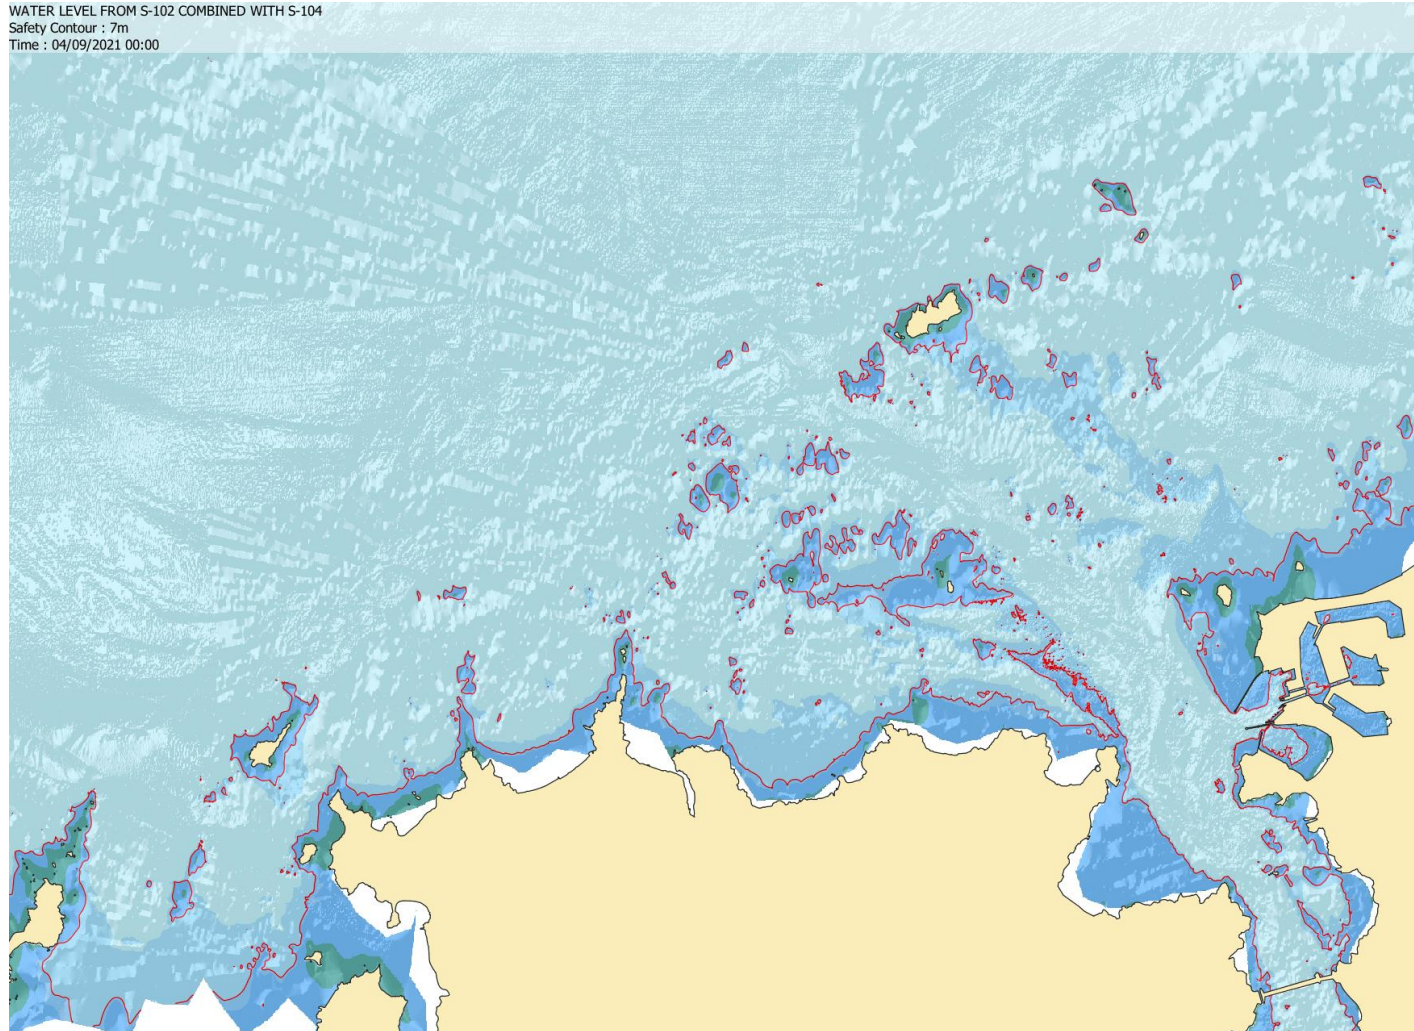 WATER LEVEL FROM S-102 COMBINED WITH S-104
Safety Contour : 7m
Time : 04/09/2021 00:00